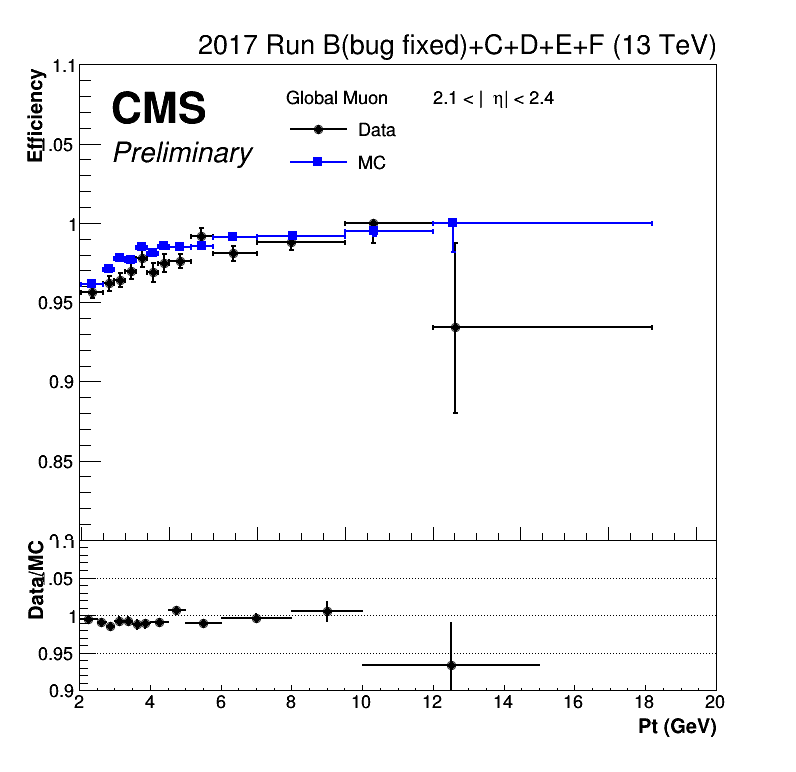 2017 Run B(bug fixed)+C+D+E+F (13 TeV)
1.1
Efficiency
CMS
Preliminary
Global Muon 2.1 < | η| < 2.4
Data
MC
.05
1
0.95
0.9
0.85
0.8
1.1
Data/MC
.05
1
0.95
0.9
2 4 6 8 10 12 14 16 18 20
Pt (GeV)